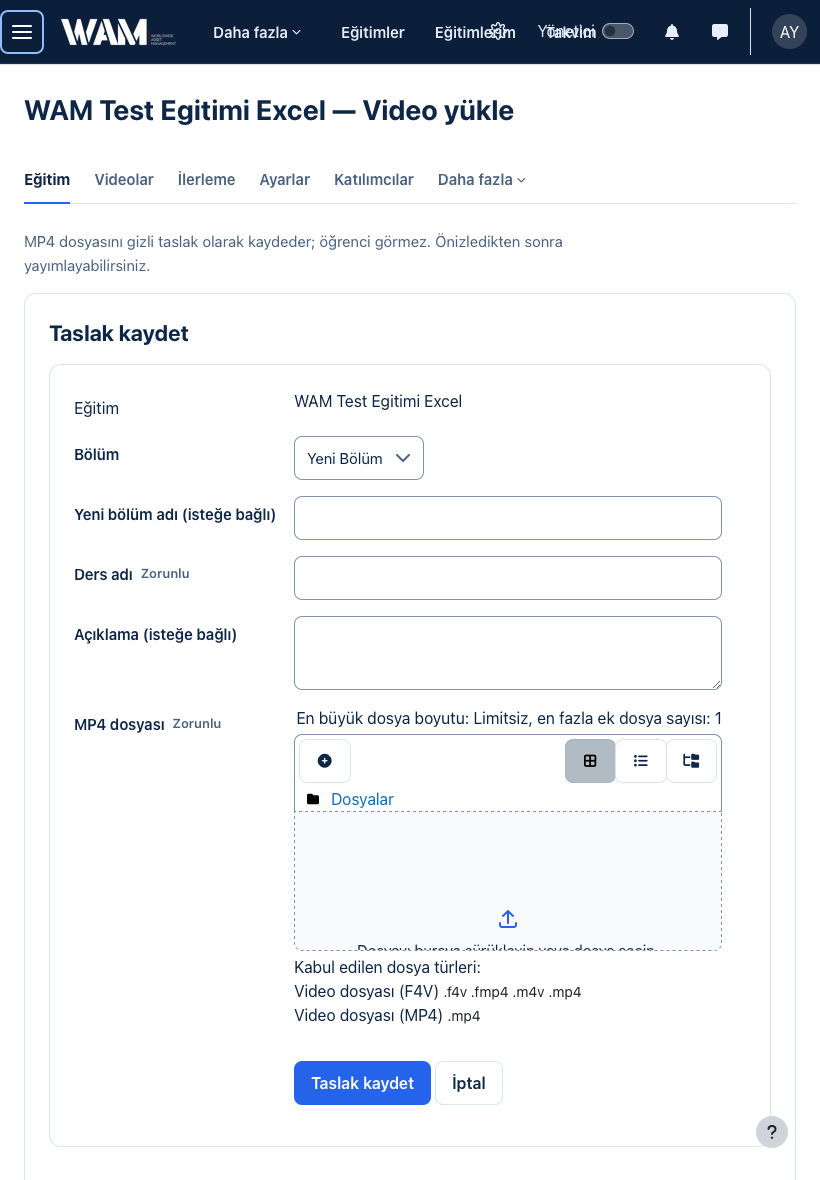 WAM
Daha fazla
Eğitimler
Eğitimlerim
Yönetici
Takvim
AY
WAM Test Egitimi Excel — Video yükle
Eğitim Videolar İlerleme Ayarlar Katılımcılar Daha fazla
MP4 dosyasını gizli taslak olarak kaydeder; öğrenci görmez. Önizledikten sonra
yayımlayabilirsiniz.
Taslak kaydet
Eğitim
WAM Test Egitimi Excel
Bölüm
Yeni Bölüm
Yeni bölüm adı (isteğe bağlı)
Ders adı Zorunlu
Açıklama (isteğe bağlı)
MP4 dosyası Zorunlu
En büyük dosya boyutu: Limitsiz, en fazla ek dosya sayısı: 1
Dosyalar
Kabul edilen dosya türleri:
Video dosyası (F4V) .f4v .fmp4 .m4v .mp4
Video dosyası (MP4) .mp4
Taslak kaydet
İptal
?